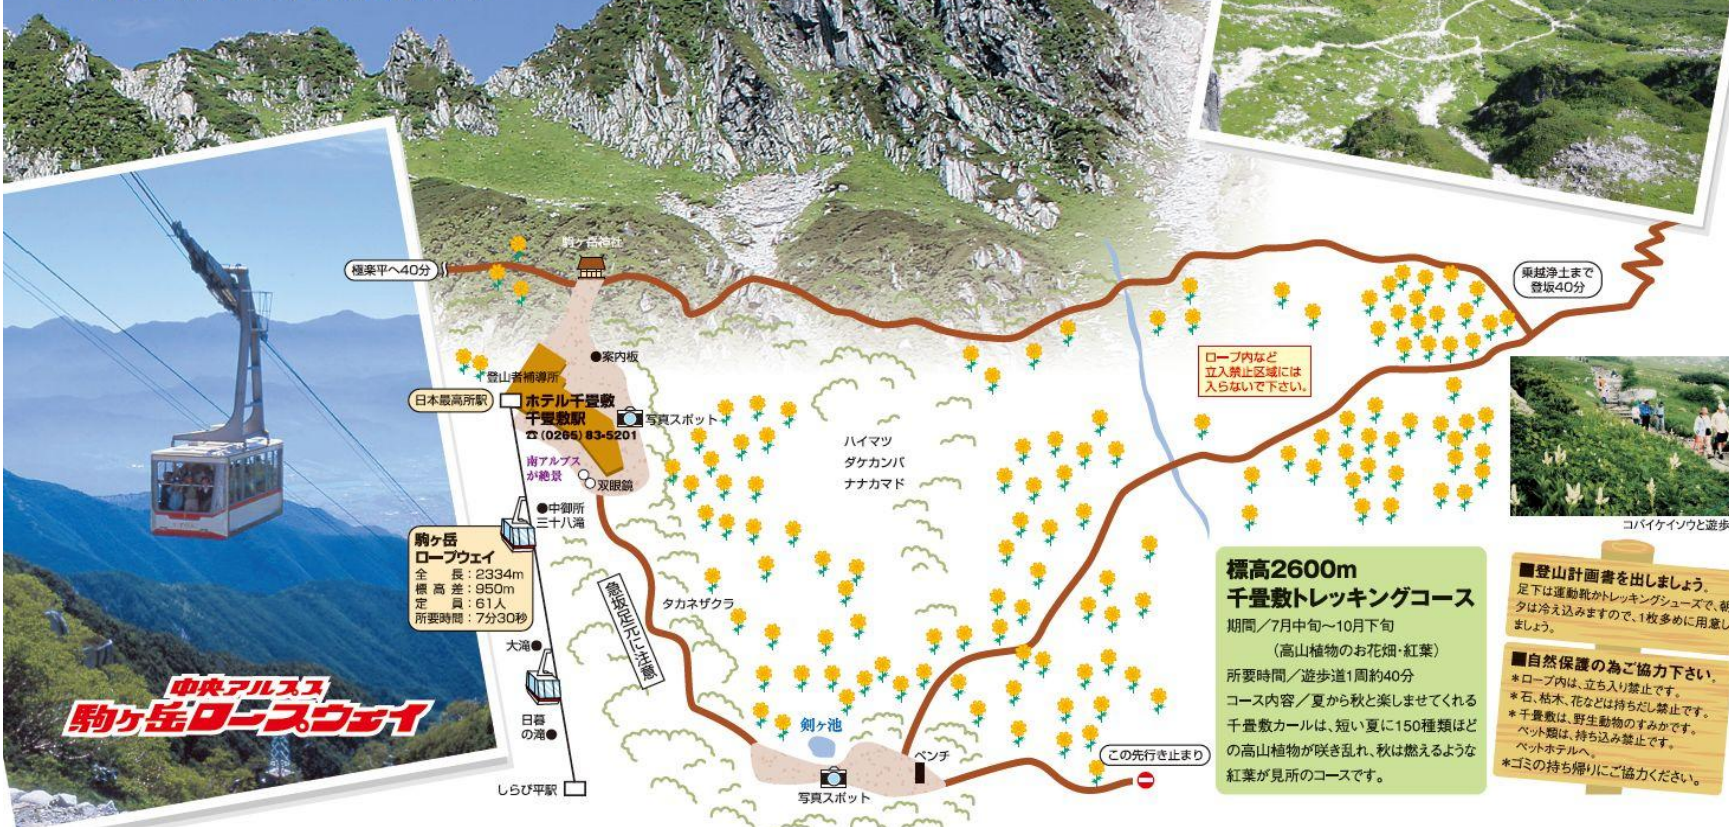 駒ヶ岳神社
極楽平へ40分
乗越浄土まで
登坂40分
●案内板
登山者補導所
日本最高所駅
ホテル千畳敷
千畳敷駅
☎(0265)83-5201
写真スポット
南アルプス
が絶景
双眼鏡
●中御所
三十八滝
ロープ内など
立入禁止区域には
入らないで下さい。
ハイマツ
ダケカンバ
ナナカマド
コバイケイソウと遊歩
駒ヶ岳
ロープウェイ
全長:2334m
標高差:950m
定員:61人
所要時間:7分30秒
急坂足元に注意
タカネザクラ
大滝●
日暮
の滝●
しらび平駅
中央アルプス
駒ヶ岳ロープウェイ
剣ヶ池
写真スポット
ベンチ
この先行き止まり
標高2600m
千畳敷トレッキングコース
期間/7月中旬〜10月下旬
(高山植物のお花畑・紅葉)
所要時間/遊歩道1周約40分
コース内容/夏から秋と楽しませてくれる
千畳敷カールは、短い夏に150種類ほど
の高山植物が咲き乱れ、秋は燃えるような
紅葉が見所のコースです。
■登山計画書を出しましょう。
足下は運動靴かトレッキングシューズで、朝
夕は冷え込みますので、1枚多めに用意し
ましょう。
■自然保護の為ご協力下さい。
*ロープ内は、立ち入り禁止です。
*石、枯木、花などは持ちだし禁止です。
*千畳敷は、野生動物のすみかです。
ペット類は、持ち込み禁止です。
ペットホテルへ。
*ゴミの持ち帰りにご協力ください。